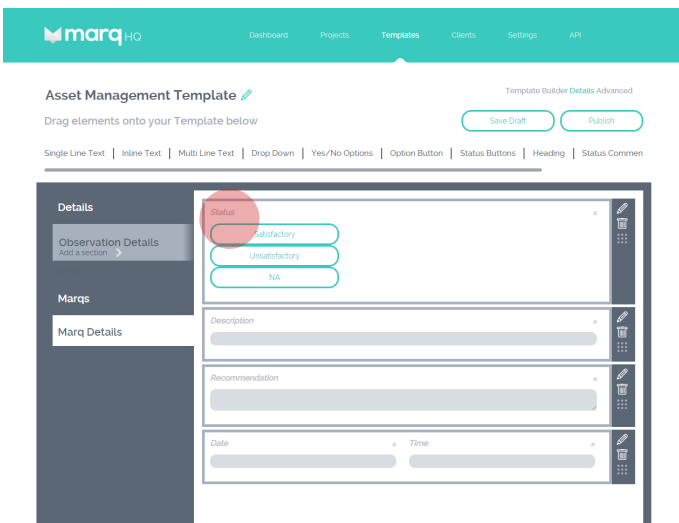 marq HQ
Dashboard Projects Templates Clients Settings API
Template Builder Details Advanced
Asset Management Template
Drag elements onto your Template below
Save Draft Publish
Single Line Text | Inline Text | Multi Line Text | Drop Down | Yes/No Options | Option Button | Status Buttons | Heading | Status Commen
Details
Observation Details
Add a section
Marqs
Marq Details
Status
Satisfactory
Unsatisfactory
NA
Description
Recommendation
Date Time